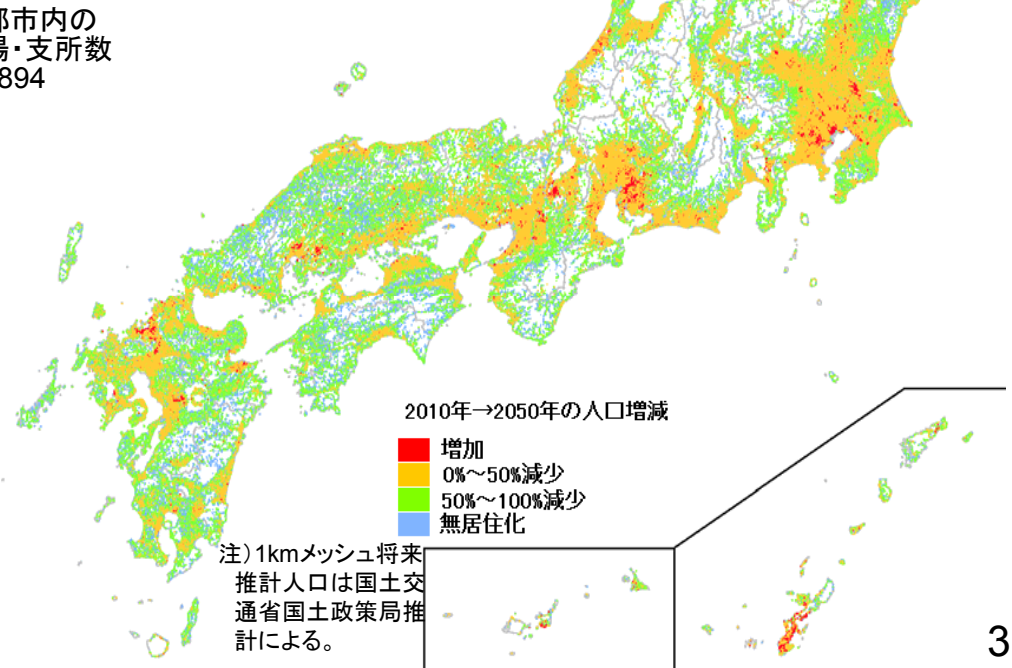 都市内の
場・支所数
894
2010年→2050年の人口増減
増加
0%～50%減少
50%～100%減少
無居住化
注）1kmメッシュ将来
推計人口は国土交
通省国土政策局推
計による。
3